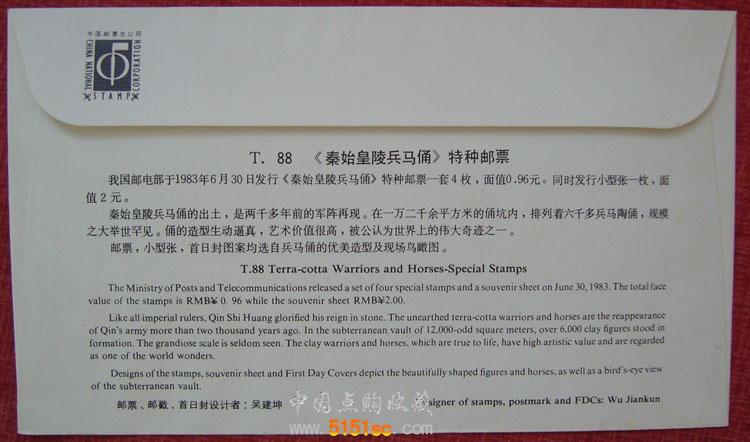 中国邮票总公司
CHINA NATIONAL
STAMP
CORPORATION
T. 88 《秦始皇陵兵马俑》特种邮票
我国邮电部于1983年6月30日发行《秦始皇陵兵马俑》特种邮票一套4枚，面值0.96元。同时发行小型张一枚，面
值2元。
秦始皇陵兵马俑的出土，是两千多年前的军阵再现。在一万二千余平方米的俑坑内，排列着六千多兵马陶俑，规模
之大举世罕见。俑的造型生动逼真，艺术价值很高，被公认为世界上的伟大奇迹之一。
邮票，小型张，首日封图案均选自兵马俑的优美造型及现场鸟瞰图。
T.88 Terra-cotta Warriors and Horses-Special Stamps
The Ministry of Posts and Telecommunications released a set of four special stamps and a souvenir sheet on June 30, 1983. The total face
value of the stamps is RMB¥ 0. 96 while the souvenir sheet RMB¥2.00.
Like all imperial rulers, Qin Shi Huang glorified his reign in stone. The unearthed terra-cotta warriors and horses are the reappearance
of Qin's army more than two thousand years ago. In the subterranean vault of 12,000-odd square meters, over 6,000 clay figures stood in
formation. The grandiose scale is seldom seen. The clay warriors and horses, which are true to life, have high artistic value and are regarded
as one of the world wonders.
Designs of the stamps, souvenir sheet and First Day Covers depict the beautifully shaped figures and horses, as well as a bird's-eye view
of the subterranean vault.
邮票、邮戳、首日封设计者：吴建坤
Designer of stamps, postmark and FDCs: Wu Jiankun
中国点购收藏
www.5151sc.com